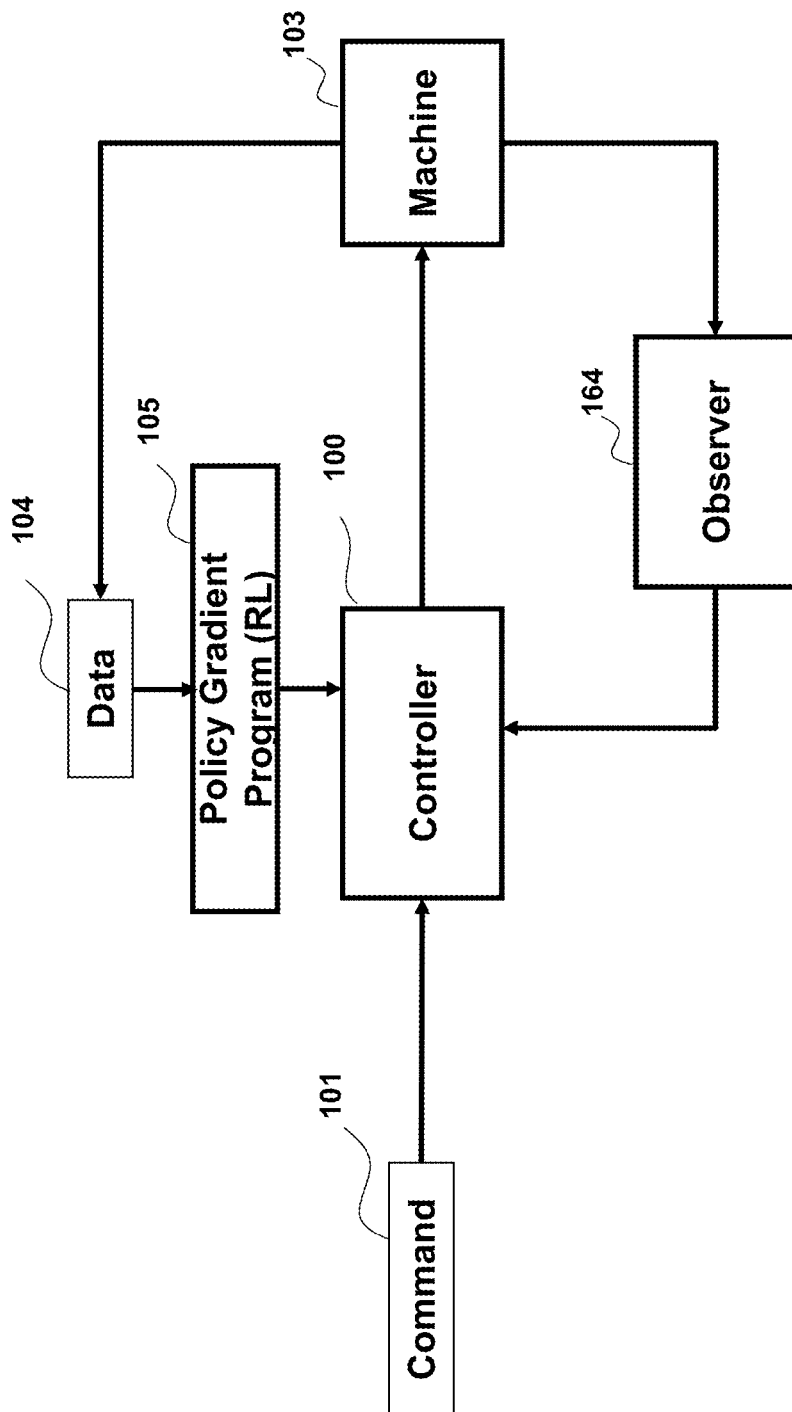 104
Data
105
Policy Gradient
Program (RL)
101
Command
100
Controller
103
Machine
164
Observer